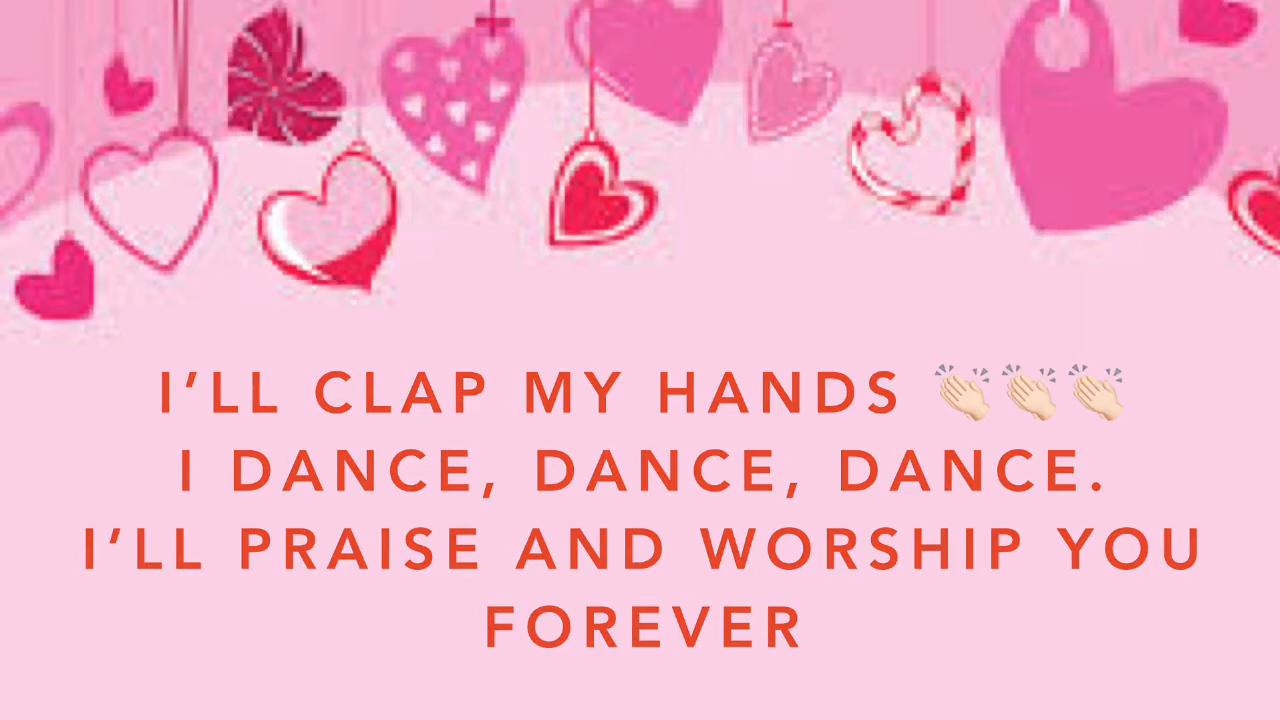 I’LL CLAP MY HANDS 👏🏻👏🏻👏🏻
I DANCE, DANCE, DANCE.
I’LL PRAISE AND WORSHIP YOU
FOREVER